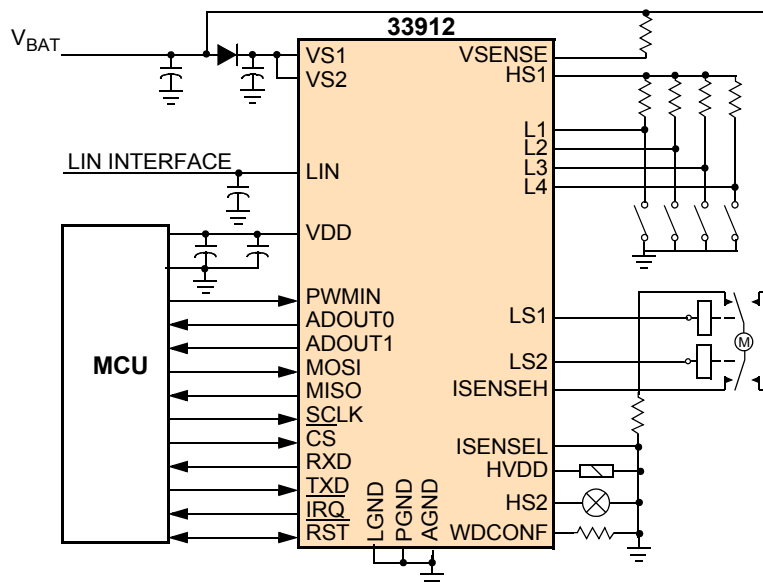 33912
V_BAT
VS1
VS2
LIN INTERFACE
LIN
VDD
MCU
PWMIN
ADOUT0
ADOUT1
MOSI
MISO
SCLK
CS
RXD
TXD
IRQ
RST
LGND
PGND
AGND
VSENSE
HS1
L1
L2
L3
L4
LS1
LS2
M
ISENSEH
ISENSEL
HVDD
HS2
WDCONF